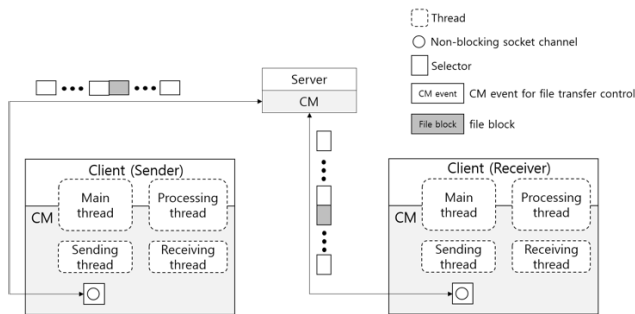 Thread
Non-blocking socket channel
Selector
CM event CM event for file transfer control
File block file block
Server
CM
Client (Sender)
Main
thread
Processing
thread
CM
Sending
thread
Receiving
thread
Client (Receiver)
Main
thread
Processing
thread
CM
Sending
thread
Receiving
thread